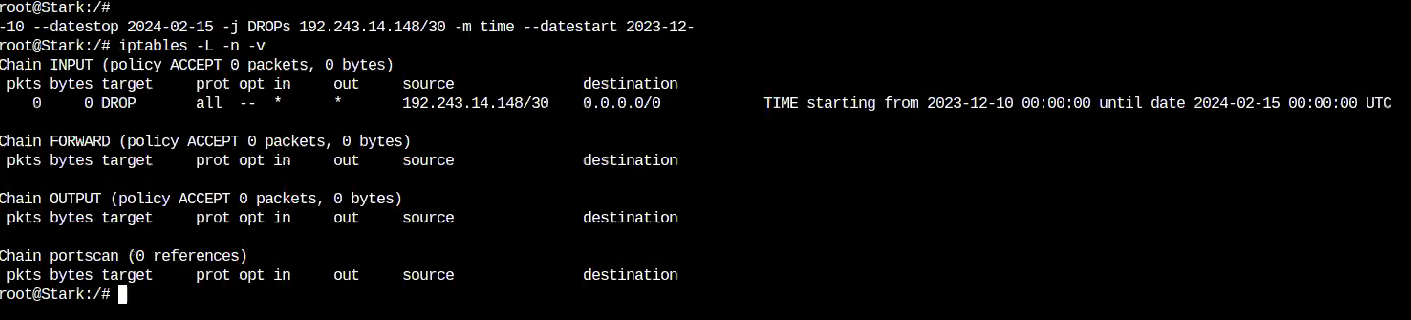 root@Stark:/#
-10 --datestop 2024-02-15 -j DROPs 192.243.14.148/30 -m time --datestart 2023-12-
root@Stark:/# iptables -L -n -v
Chain INPUT (policy ACCEPT 0 packets, 0 bytes)
pkts bytes target prot opt in out source destination
0 0 DROP all -- * * 192.243.14.148/30 0.0.0.0/0 TIME starting from 2023-12-10 00:00:00 until date 2024-02-15 00:00:00 UTC
Chain FORWARD (policy ACCEPT 0 packets, 0 bytes)
pkts bytes target prot opt in out source destination
Chain OUTPUT (policy ACCEPT 0 packets, 0 bytes)
pkts bytes target prot opt in out source destination
Chain portscan (0 references)
pkts bytes target prot opt in out source destination
root@Stark:/#